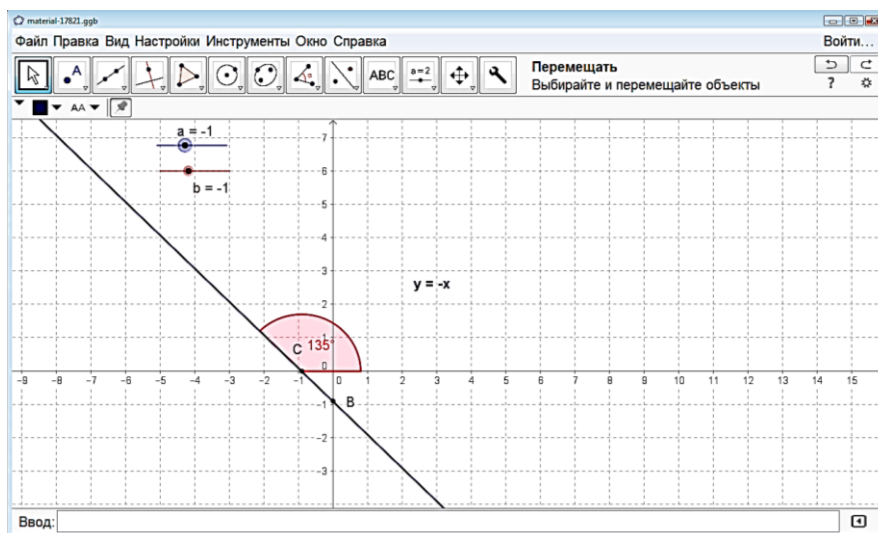 material-17821.ggb
Файл Правка Вид Настройки Инструменты Окно Справка
Войти...
ABC
a=2
Перемещать
Выбирайте и перемещайте объекты
?
AA
a = -1
b = -1
7
6
5
4
3
2
1
0
-1
-2
-3
y = -x
C
135°
B
-9 -8 -7 -6 -5 -4 -3 -2 -1 0 1 2 3 4 5 6 7 8 9 10 11 12 13 14 15
Ввод: